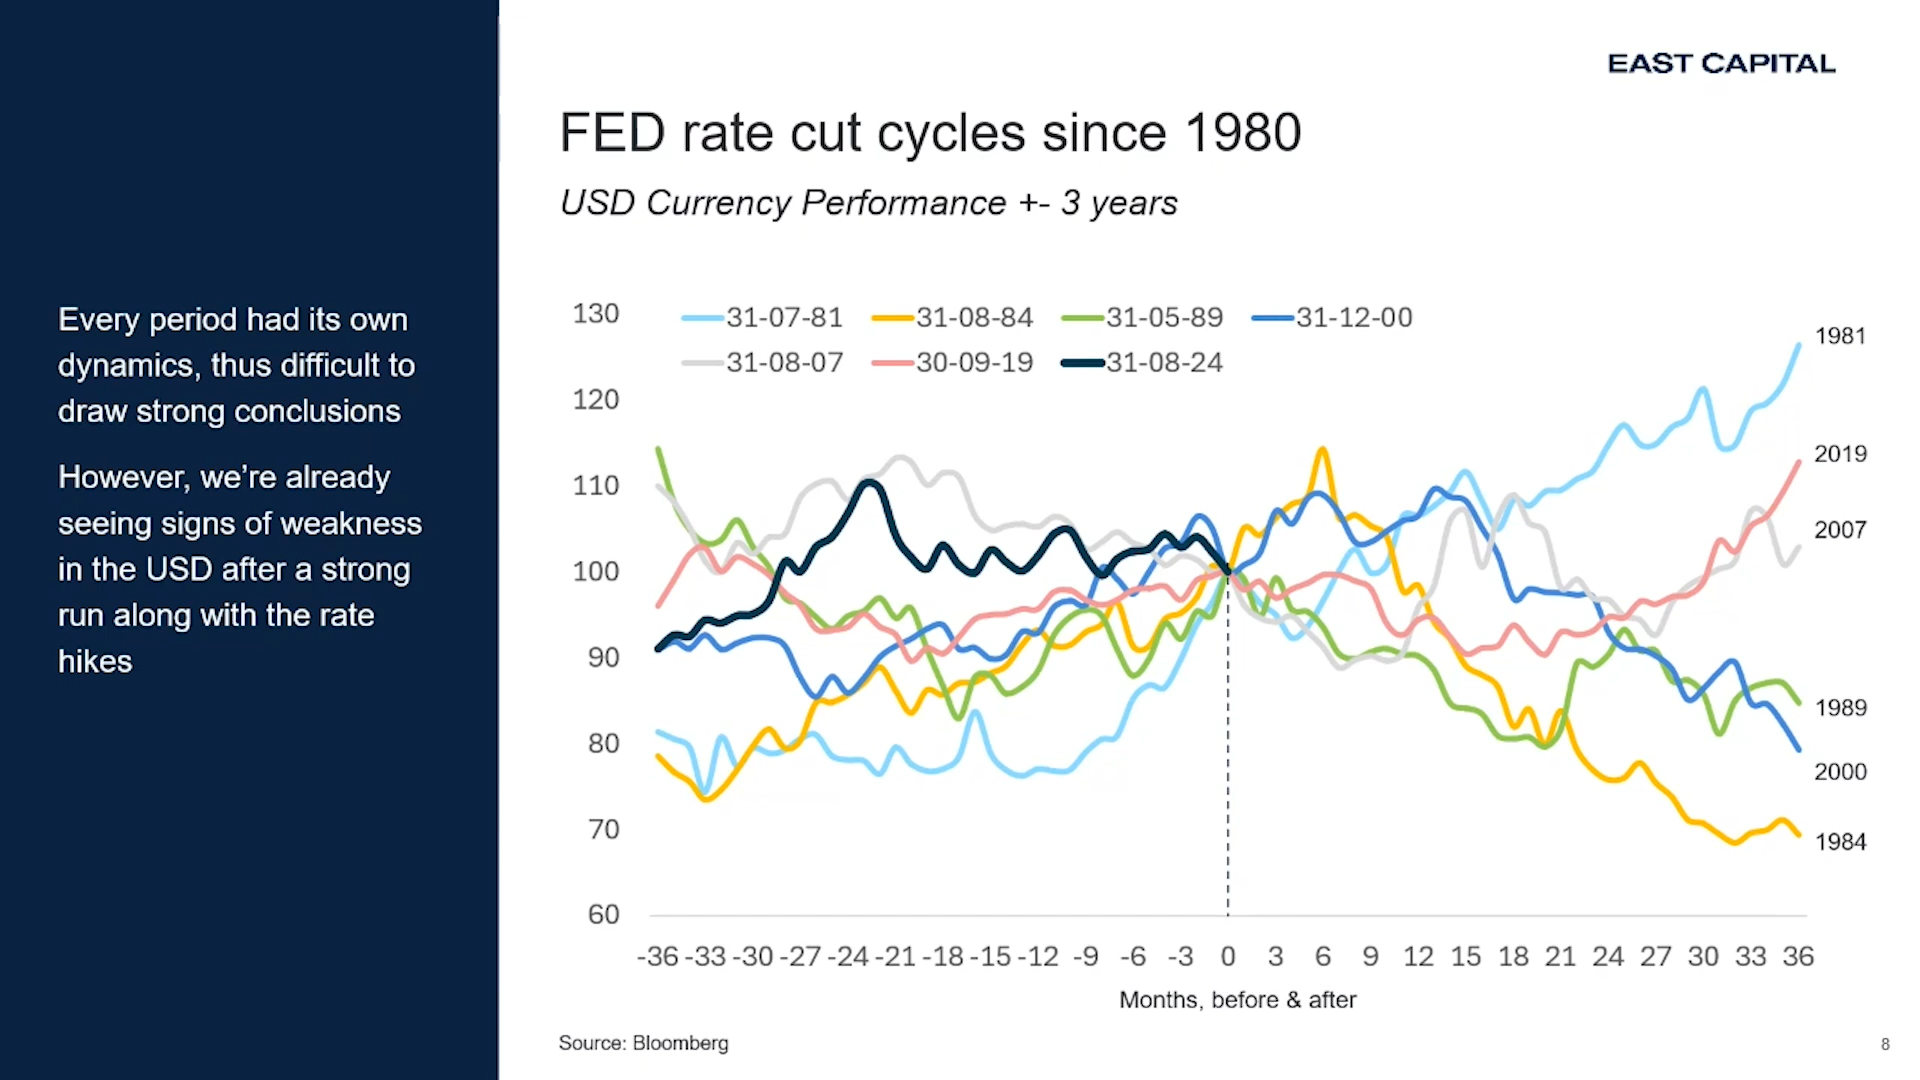 EAST CAPITAL
FED rate cut cycles since 1980
USD Currency Performance +- 3 years
Every period had its own
dynamics, thus difficult to
draw strong conclusions
However, we’re already
seeing signs of weakness
in the USD after a strong
run along with the rate
hikes
31-07-81 31-08-84 31-05-89 31-12-00
31-08-07 30-09-19 31-08-24
130
120
110
100
90
80
70
60
1981
2019
2007
1989
2000
1984
-36 -33 -30 -27 -24 -21 -18 -15 -12 -9 -6 -3 0 3 6 9 12 15 18 21 24 27 30 33 36
Months, before & after
Source: Bloomberg
8